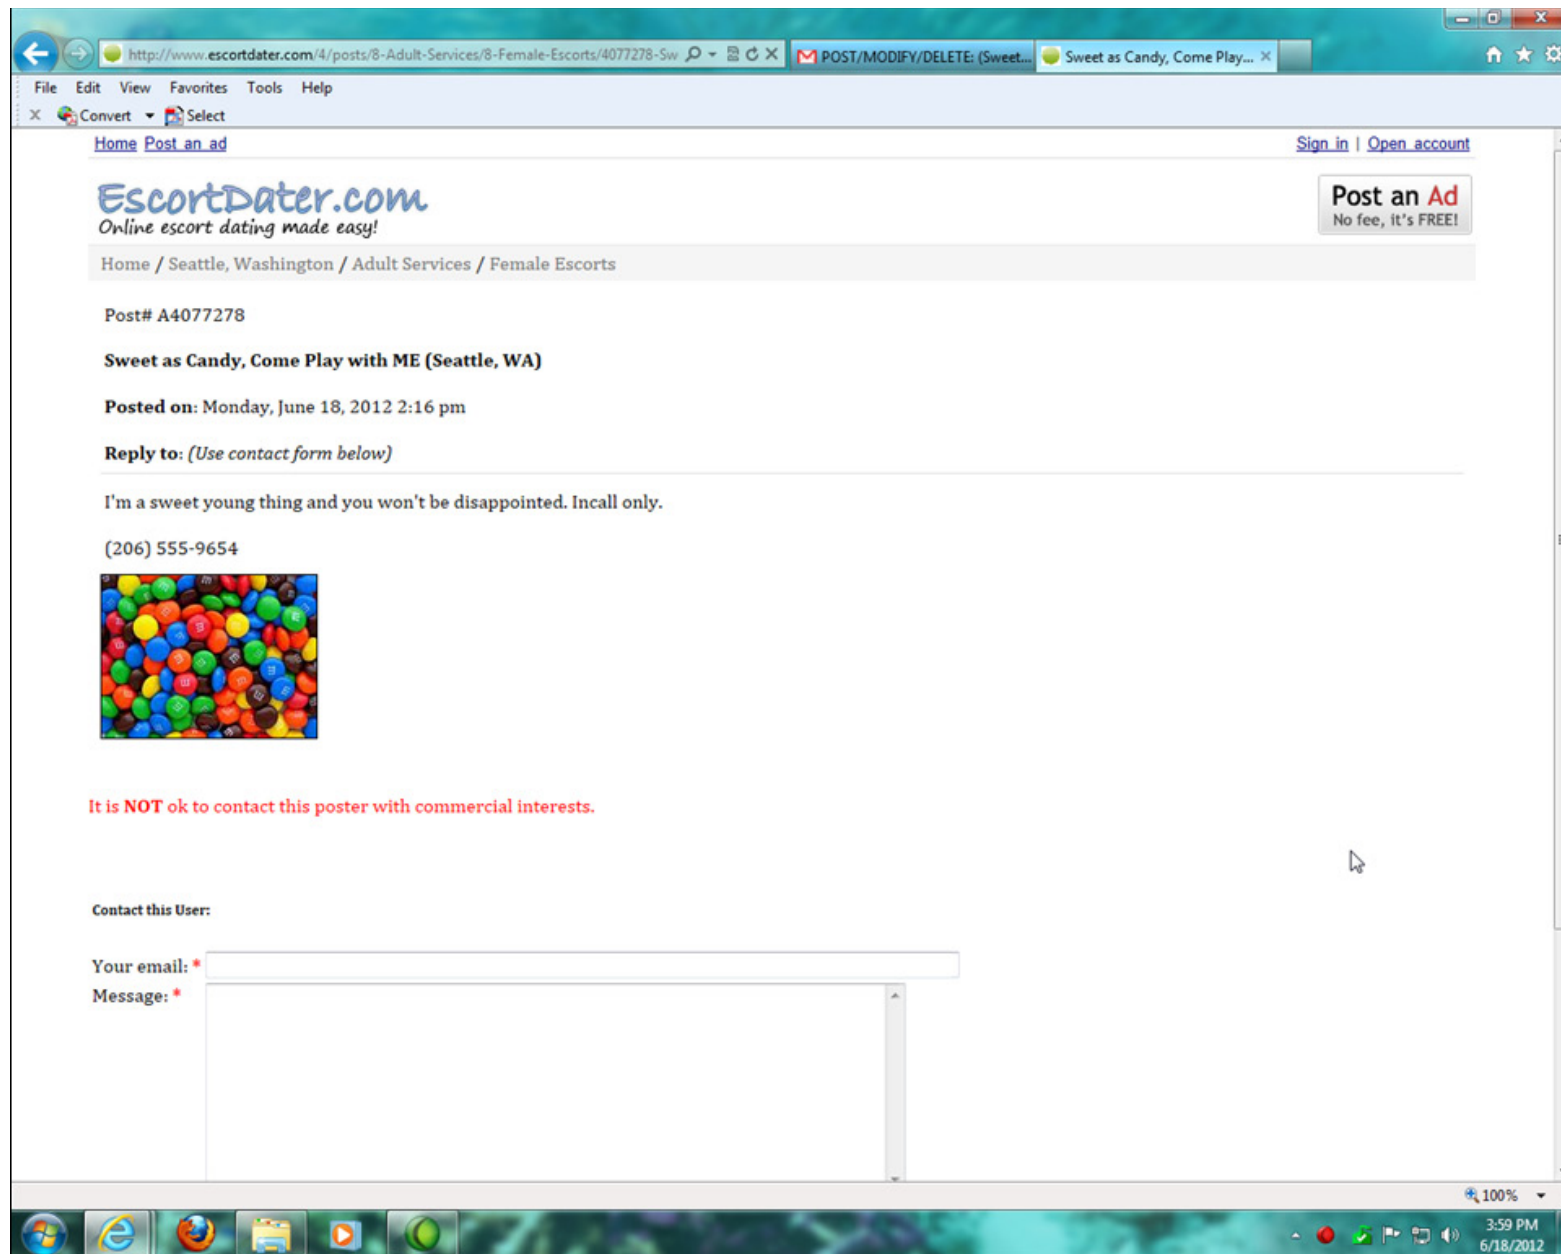 http://www.escortdater.com/4/posts/8-Adult-Services/8-Female-Escorts/4077278-Sw
POST/MODIFY/DELETE: (Sweet...
Sweet as Candy, Come Play...
File Edit View Favorites Tools Help
Convert Select
Home Post an ad
Sign in | Open account
EscortDater.com
Online escort dating made easy!
Post an Ad
No fee, it's FREE!
Home / Seattle, Washington / Adult Services / Female Escorts
Post# A4077278
Sweet as Candy, Come Play with ME (Seattle, WA)
Posted on: Monday, June 18, 2012 2:16 pm
Reply to: (Use contact form below)
I'm a sweet young thing and you won't be disappointed. Incall only.
(206) 555-9654
It is NOT ok to contact this poster with commercial interests.
Contact this User:
Your email: *
Message: *
100%
3:59 PM
6/18/2012